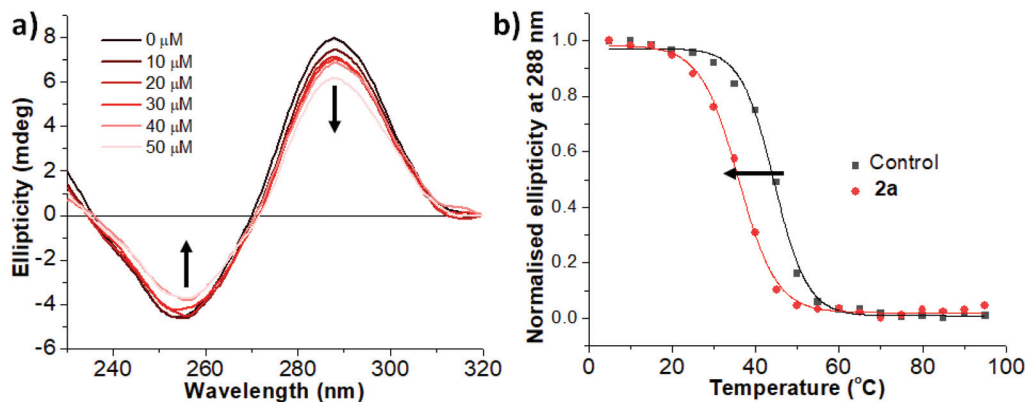 a)
Ellipticity (mdeg)
8
6
4
2
0
-2
-4
-6
0 μM
10 μM
20 μM
30 μM
40 μM
50 μM
240 260 280 300 320
Wavelength (nm)
b)
Normalised ellipticity at 288 nm
1.0
0.8
0.6
0.4
0.2
0.0
Control
2a
0 20 40 60 80 100
Temperature (°C)